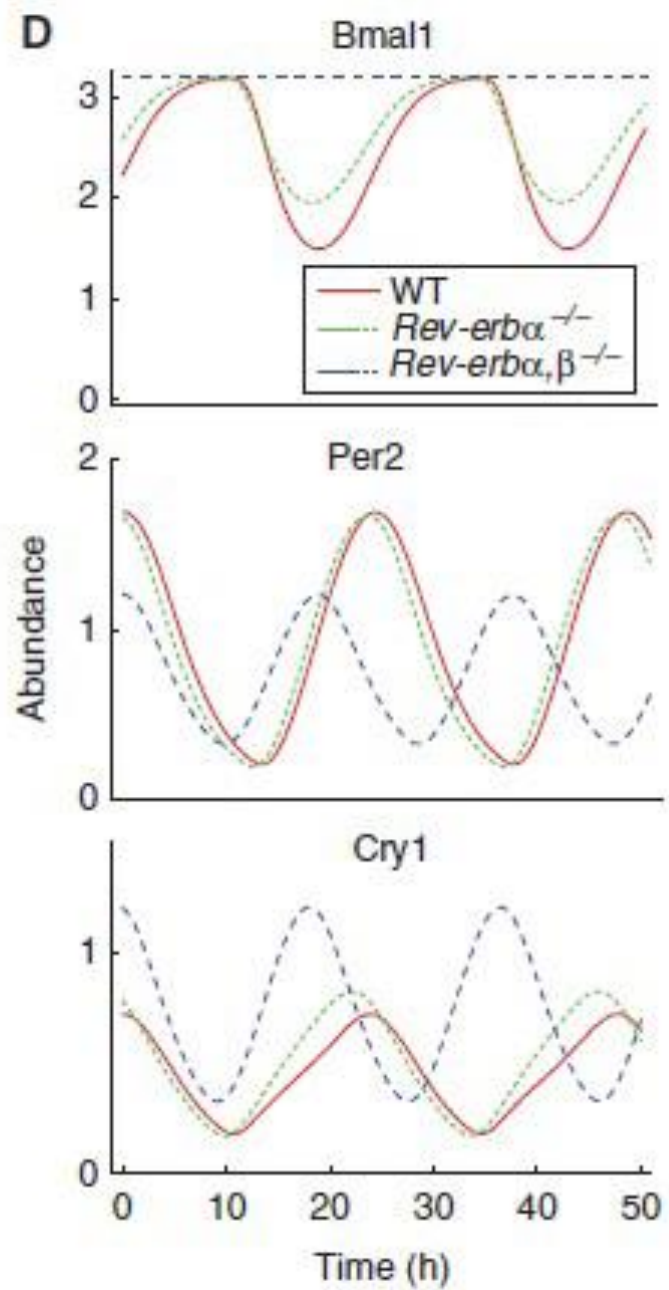 D
Bmal1
3
2
1
0
WT
Rev-erbα −/−
Rev-erbα,β −/−
Per2
2
1
0
Abundance
Cry1
1
0
0 10 20 30 40 50
Time (h)